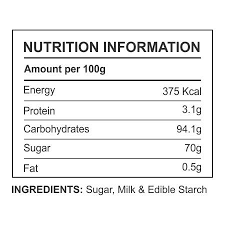 NUTRITION INFORMATION
Amount per 100g
Energy 375 Kcal
Protein 3.1g
Carbohydrates 94.1g
Sugar 70g
Fat 0.5g
INGREDIENTS: Sugar, Milk & Edible Starch